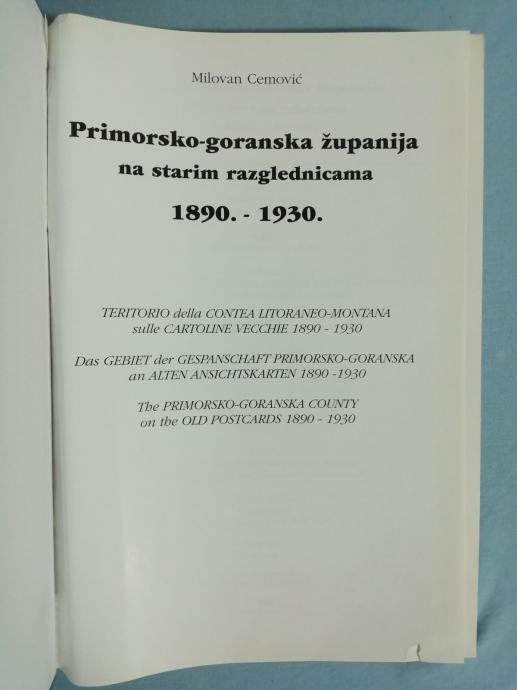 Milovan Cemović
Primorsko-goranska županija
na starim razglednicama
1890. - 1930.
TERITORIO della CONTEA LITORANEO-MONTANA
sulle CARTOLINE VECCHIE 1890 - 1930
Das GEBIET der GESPANSCHAFT PRIMORSKO-GORANSKA
an ALTEN ANSICHTSKARTEN 1890 -1930
The PRIMORSKO-GORANSKA COUNTY
on the OLD POSTCARDS 1890 - 1930